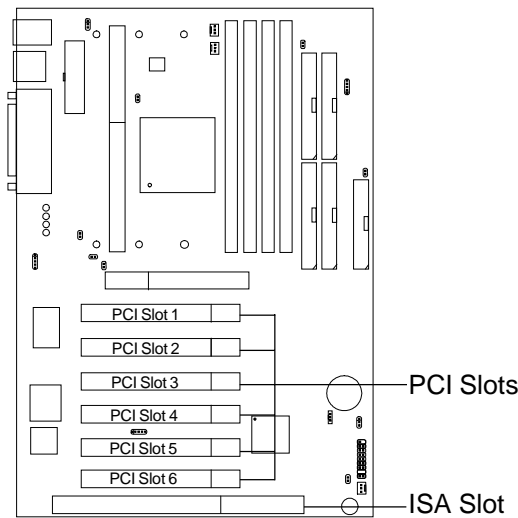 PCI Slot 1
PCI Slot 2
PCI Slot 3
PCI Slots
PCI Slot 4
PCI Slot 5
PCI Slot 6
ISA Slot